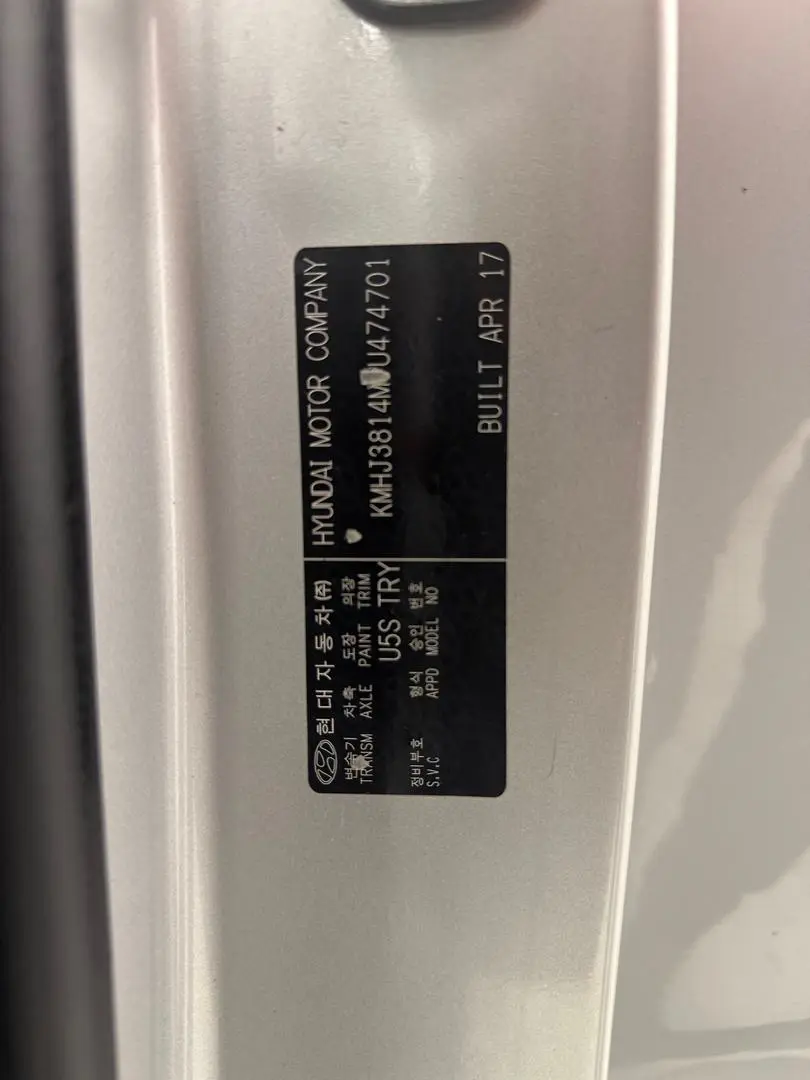 현대자동차(주) HYUNDAI MOTOR COMPANY
변속기 차축 도장 의장
TRANSM AXLE PAINT TRIM
U5S TRY
정비부호 형식 승인 번호
S.V.C APPD MODEL NO
BUILT APR 17